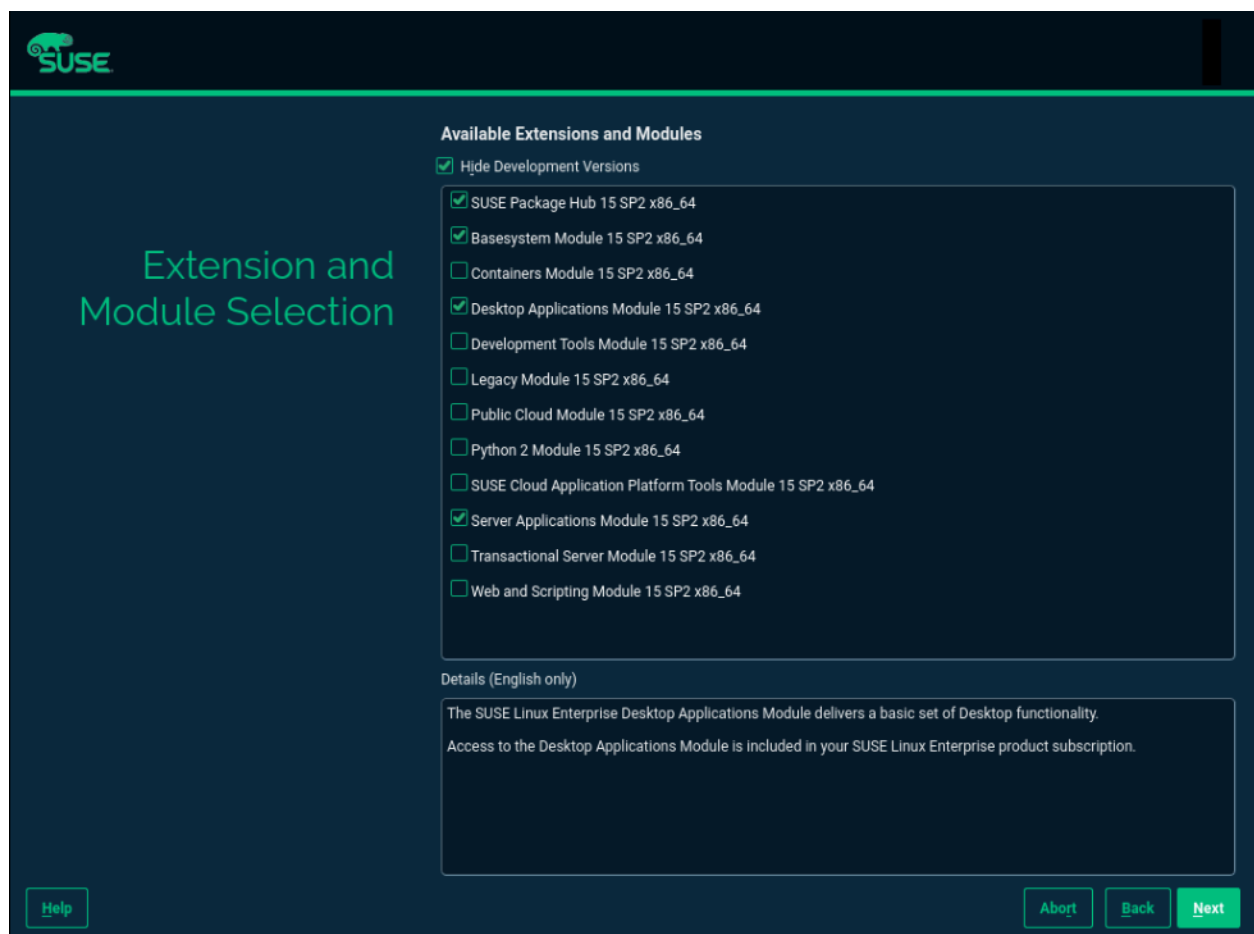 SUSE
Available Extensions and Modules
Hide Development Versions
SUSE Package Hub 15 SP2 x86_64
Basesystem Module 15 SP2 x86_64
Extension and
Module Selection
Containers Module 15 SP2 x86_64
Desktop Applications Module 15 SP2 x86_64
Development Tools Module 15 SP2 x86_64
Legacy Module 15 SP2 x86_64
Public Cloud Module 15 SP2 x86_64
Python 2 Module 15 SP2 x86_64
SUSE Cloud Application Platform Tools Module 15 SP2 x86_64
Server Applications Module 15 SP2 x86_64
Transactional Server Module 15 SP2 x86_64
Web and Scripting Module 15 SP2 x86_64
Details (English only)
The SUSE Linux Enterprise Desktop Applications Module delivers a basic set of Desktop functionality.
Access to the Desktop Applications Module is included in your SUSE Linux Enterprise product subscription.
Help
Abort
Back
Next